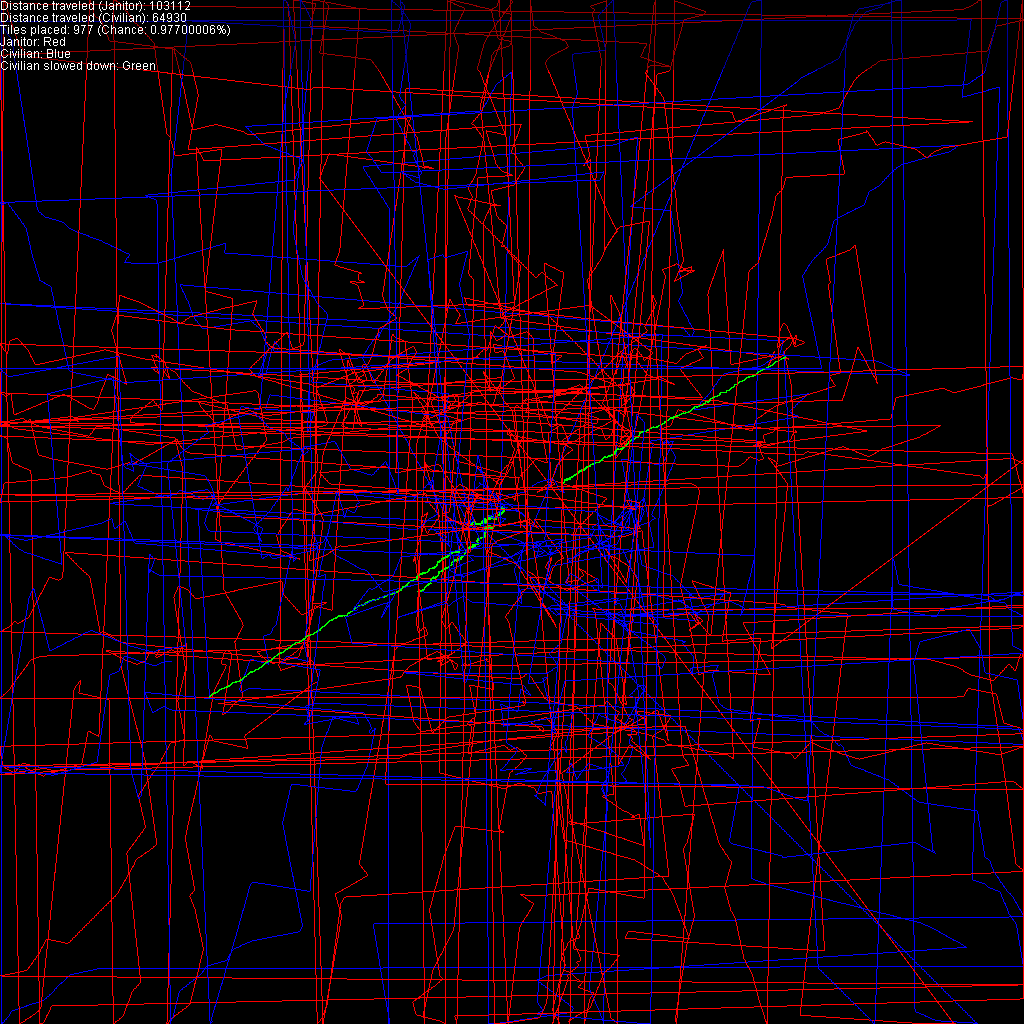 Distance traveled (Janitor): 103112
Distance traveled (Civilian): 64930
Tiles placed: 977 (Chance: 0.97700006%)
Janitor: Red
Civilian: Blue
Civilian slowed down: Green